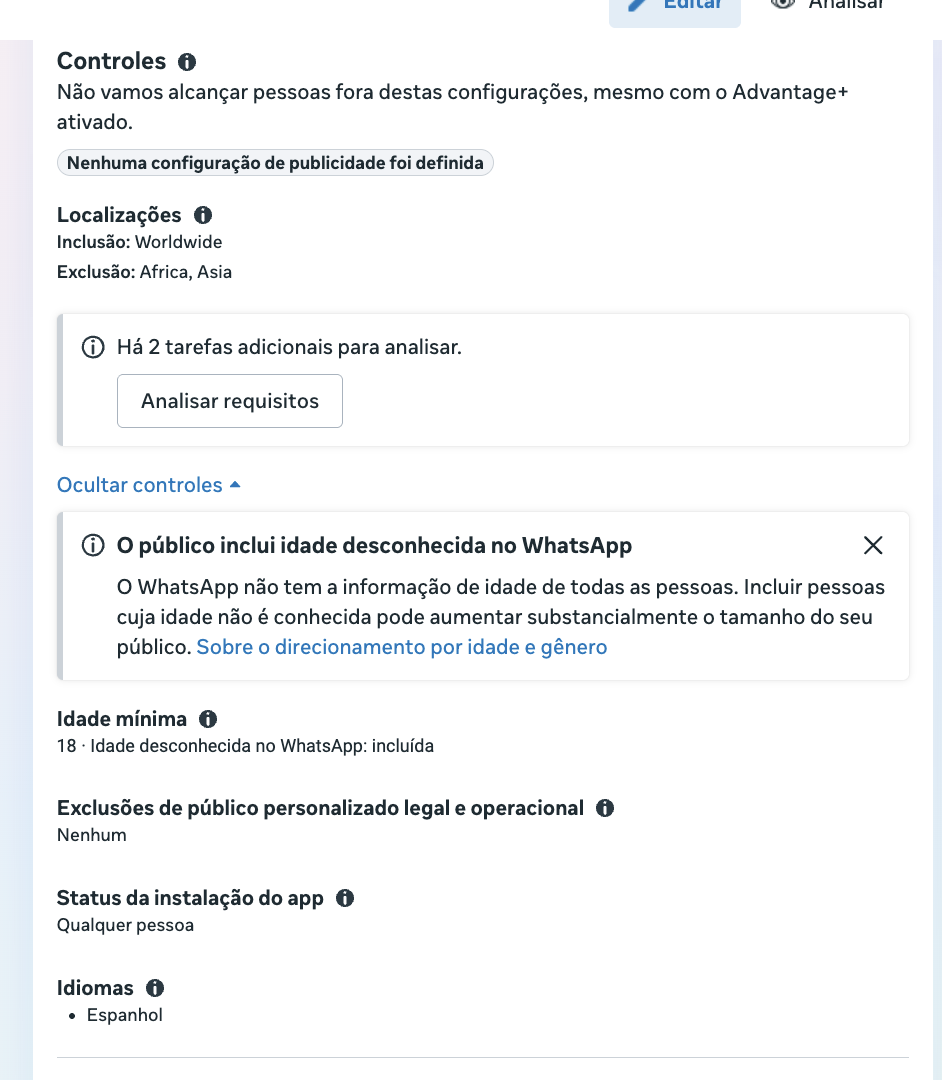 Editar
Analisar
Controles
Não vamos alcançar pessoas fora destas configurações, mesmo com o Advantage+
ativado.
Nenhuma configuração de publicidade foi definida
Localizações
Inclusão: Worldwide
Exclusão: Africa, Asia
Há 2 tarefas adicionais para analisar.
Analisar requisitos
Ocultar controles
O público inclui idade desconhecida no WhatsApp
O WhatsApp não tem a informação de idade de todas as pessoas. Incluir pessoas
cuja idade não é conhecida pode aumentar substancialmente o tamanho do seu
público. Sobre o direcionamento por idade e gênero
Idade mínima
18 · Idade desconhecida no WhatsApp: incluída
Exclusões de público personalizado legal e operacional
Nenhum
Status da instalação do app
Qualquer pessoa
Idiomas
• Espanhol